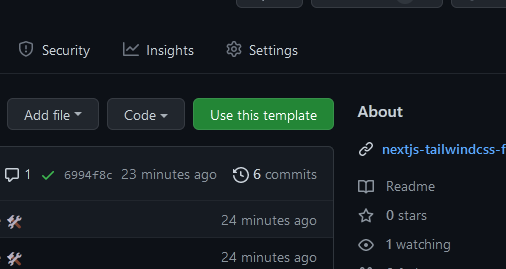 Security Insights Settings
Add file Code Use this template
About
nextjs-tailwindcss-f
1 6994f8c 23 minutes ago 6 commits
Readme
24 minutes ago
0 stars
1 watching
24 minutes ago